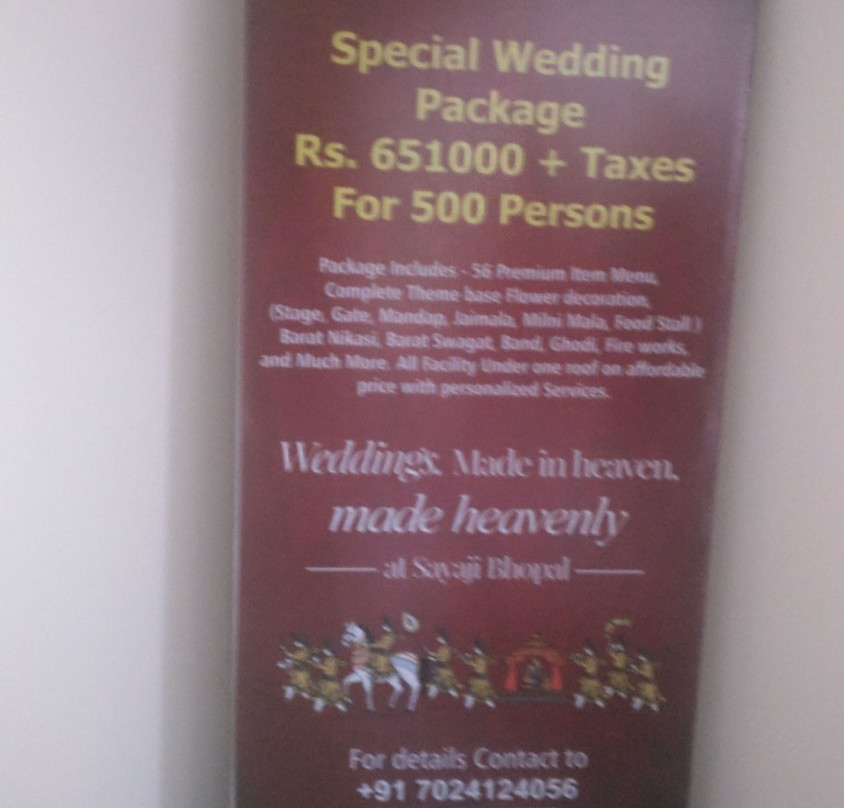 Special Wedding
Package
Rs. 651000 + Taxes
For 500 Persons
Package Includes - 56 Premium Item Menu,
Complete Theme base Flower decoration,
(Stage, Gate, Mandap, Jaimala, Milni Mala, Food Stall )
Barat Nikasi, Barat Swagat, Band, Ghodi, Fire works,
and Much More. All Facility Under one roof on affordable
price with personalized Services.
Weddings. Made in heaven,
made heavenly
at Sayaji Bhopal
For details Contact to
+91 7024124056